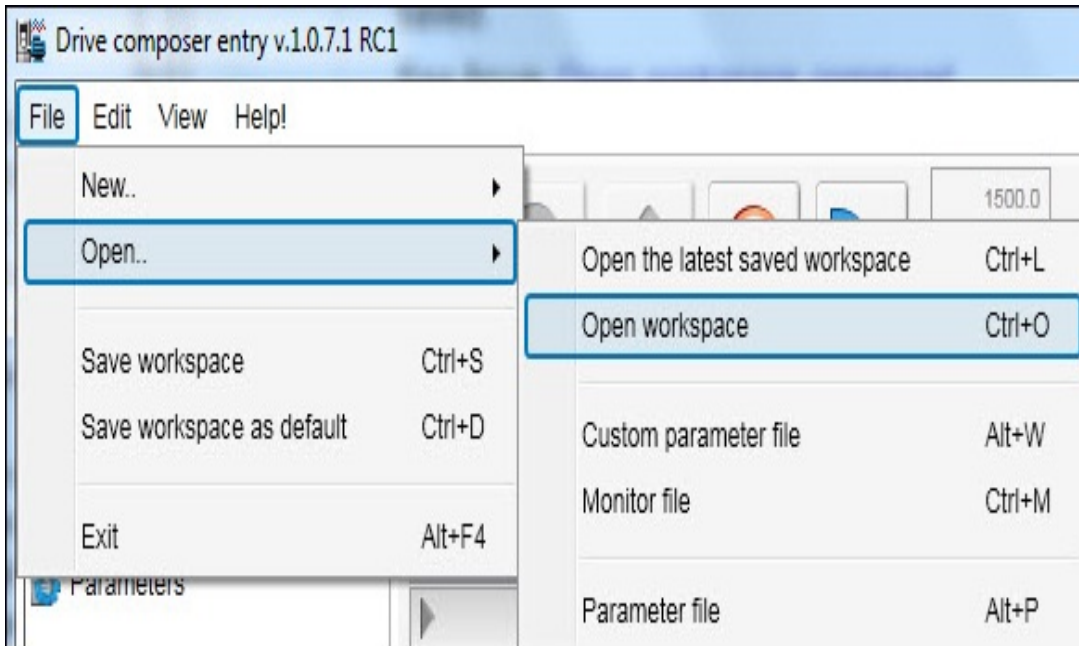 Drive composer entry v.1.0.7.1 RC1
File Edit View Help!
New..
1500.0
Open..
Open the latest saved workspace Ctrl+L
Open workspace Ctrl+O
Save workspace Ctrl+S
Save workspace as default Ctrl+D
Custom parameter file Alt+W
Monitor file Ctrl+M
Exit Alt+F4
Parameters
Parameter file Alt+P